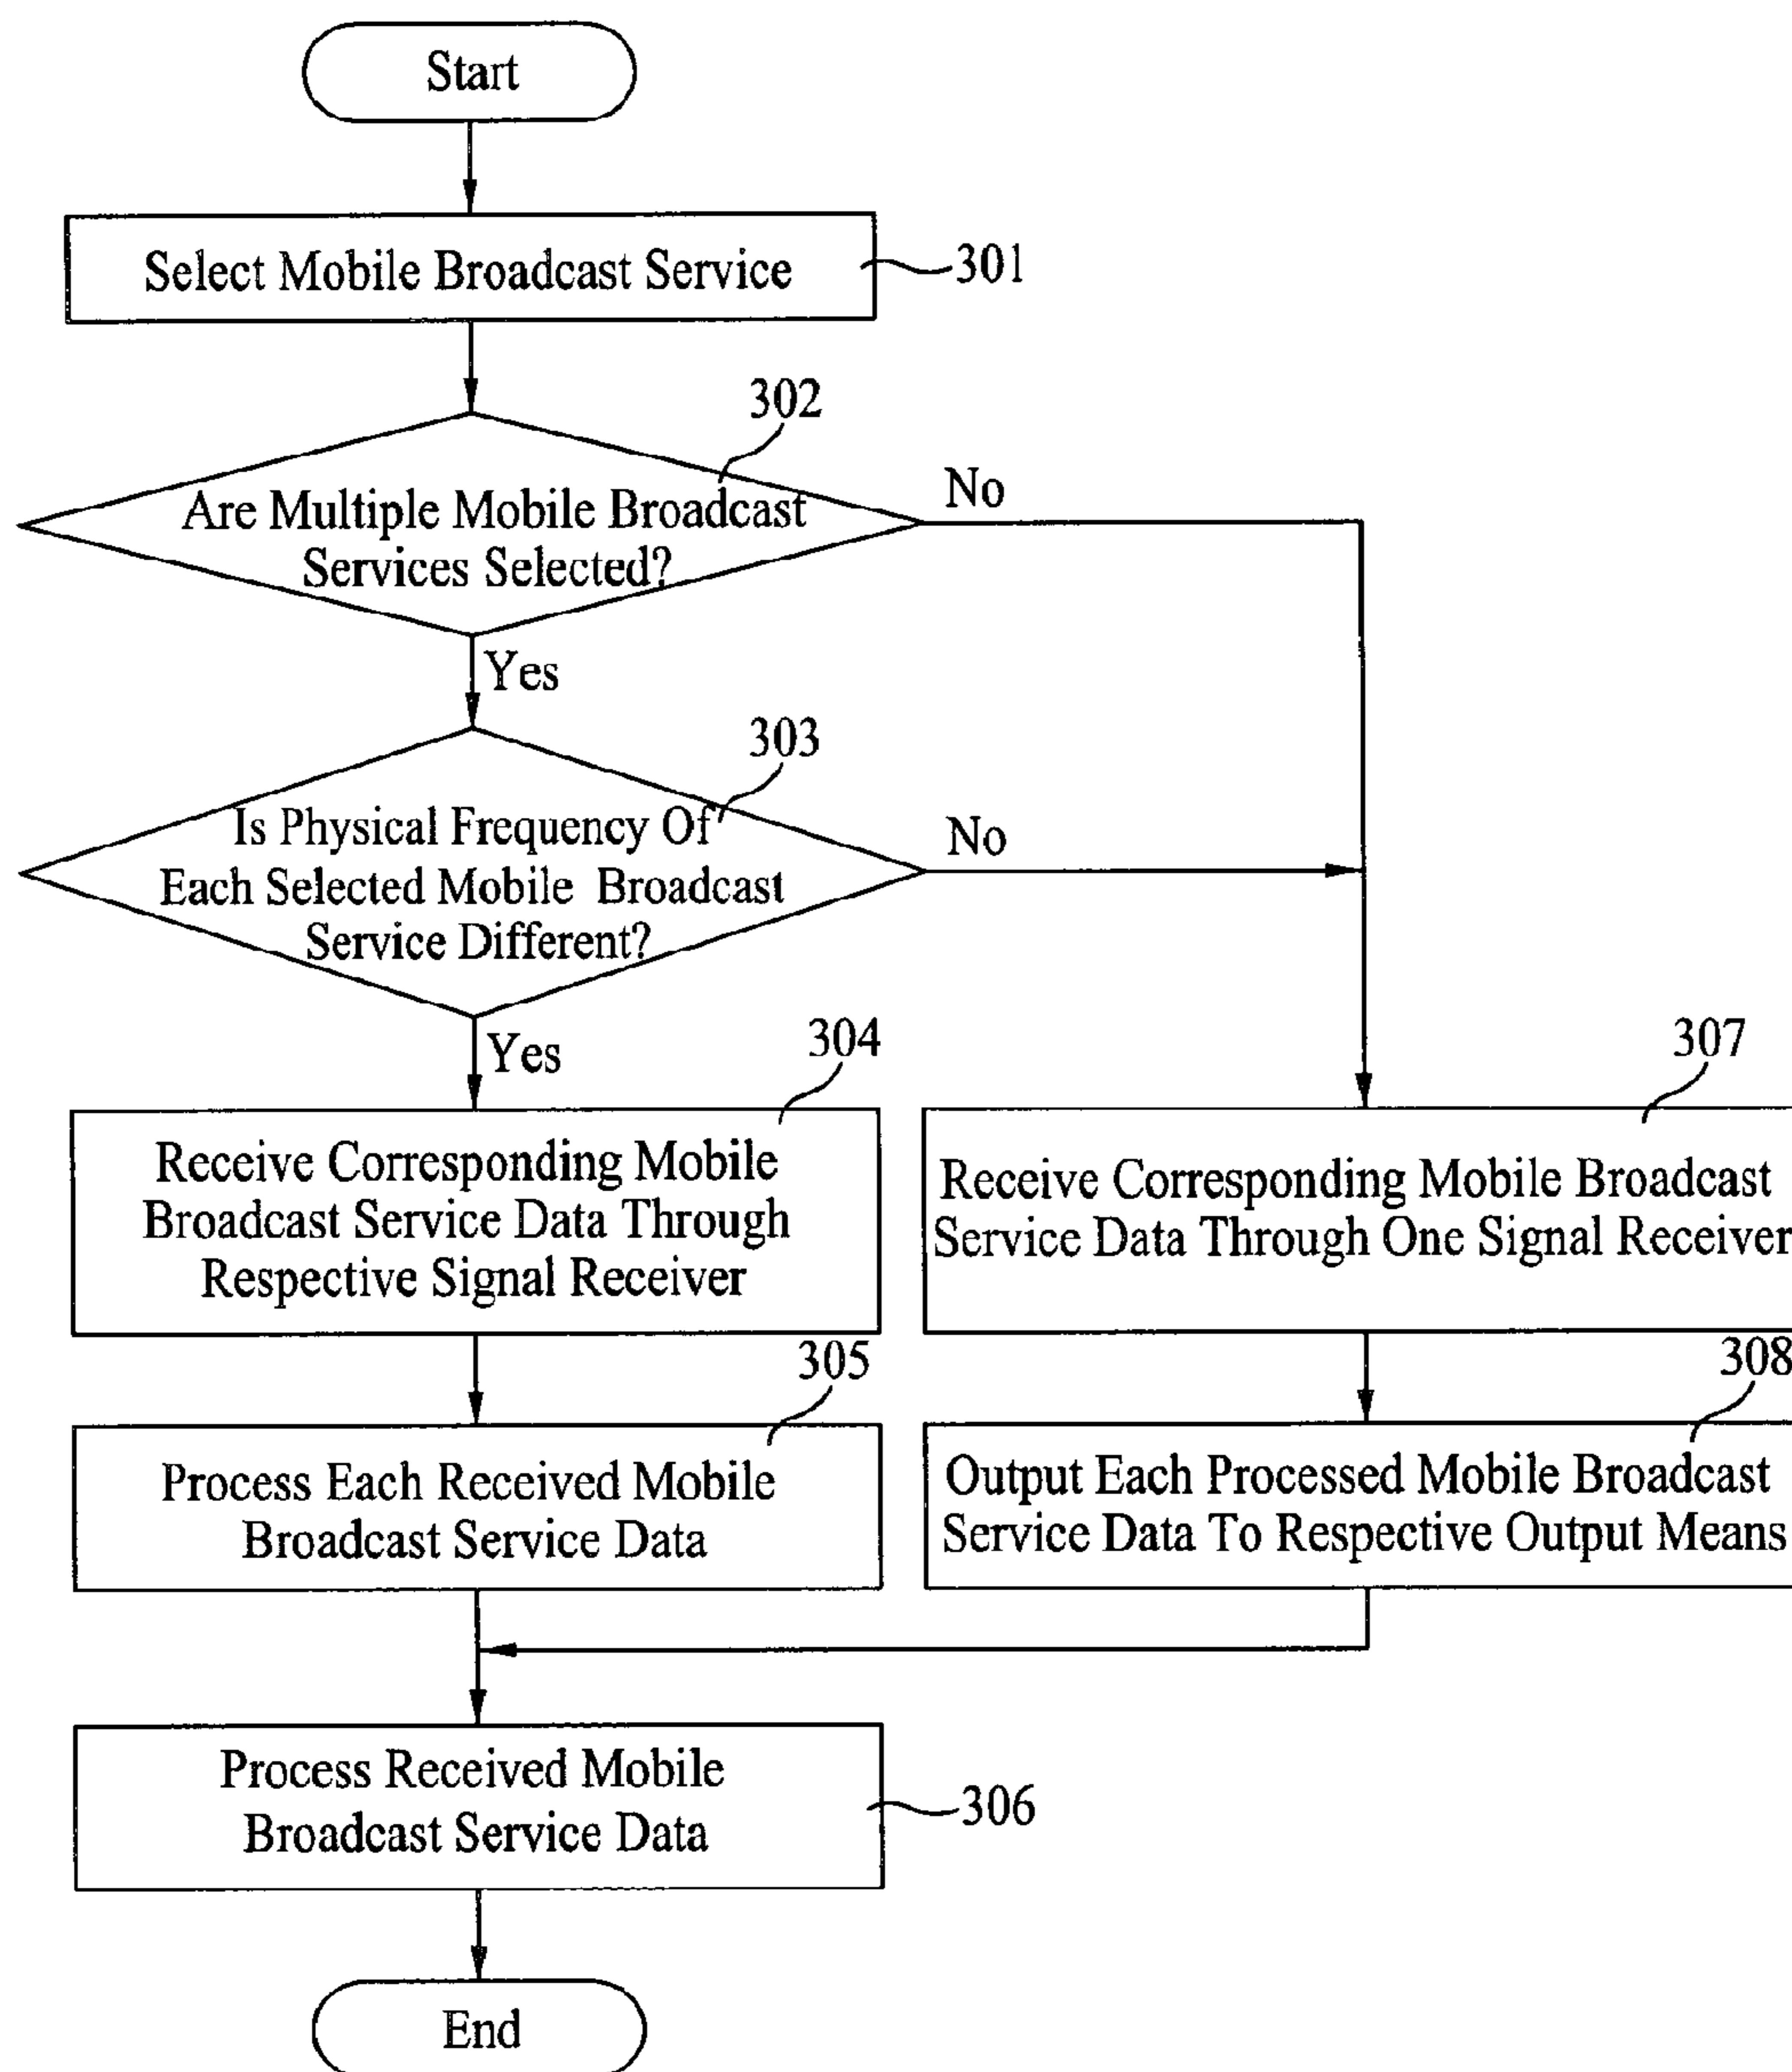 Start
Select Mobile Broadcast Service
301
302
Are Multiple Mobile Broadcast
Services Selected?
No
Yes
303
Is Physical Frequency Of
Each Selected Mobile Broadcast
Service Different?
No
Yes
304
307
Receive Corresponding Mobile
Broadcast Service Data Through
Respective Signal Receiver
Receive Corresponding Mobile Broadcast
Service Data Through One Signal Receiver
305
308
Process Each Received Mobile
Broadcast Service Data
Output Each Processed Mobile Broadcast
Service Data To Respective Output Means
Process Received Mobile
Broadcast Service Data
306
End